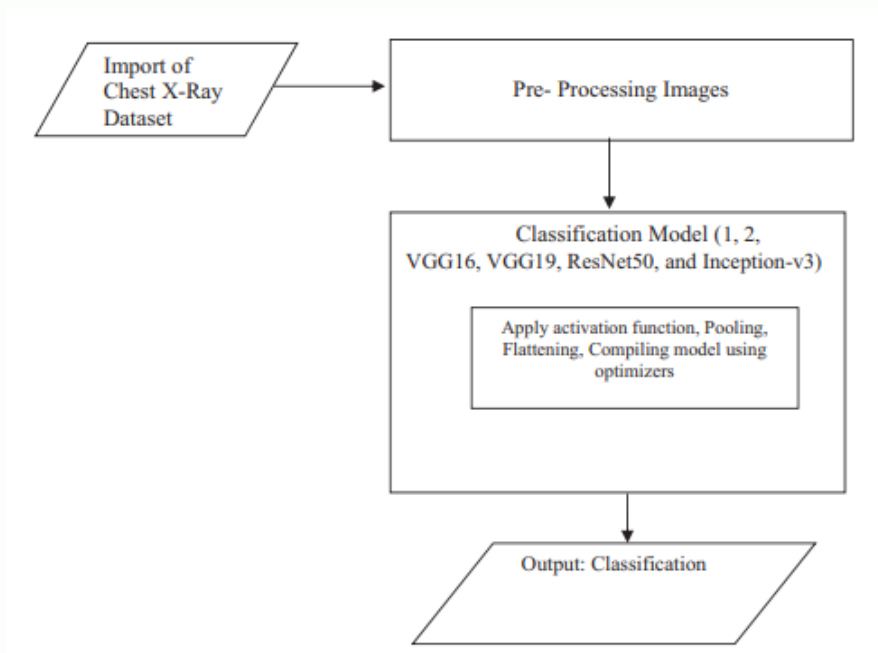 Import of
Chest X-Ray
Dataset
Pre- Processing Images
Classification Model (1, 2,
VGG16, VGG19, ResNet50, and Inception-v3)
Apply activation function, Pooling,
Flattening, Compiling model using
optimizers
Output: Classification